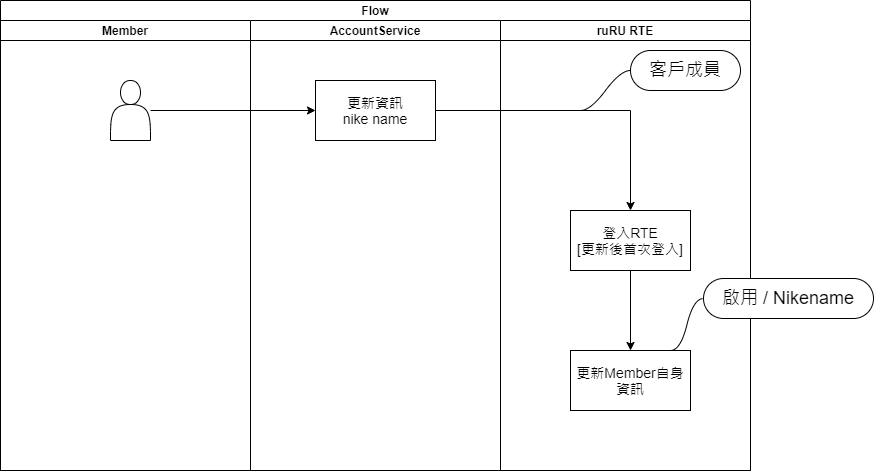 Flow
Member
AccountService
ruRU RTE
客戶成員
更新資訊
nike name
登入RTE
[更新後首次登入]
啟用 / Nikename
更新Member自身
資訊